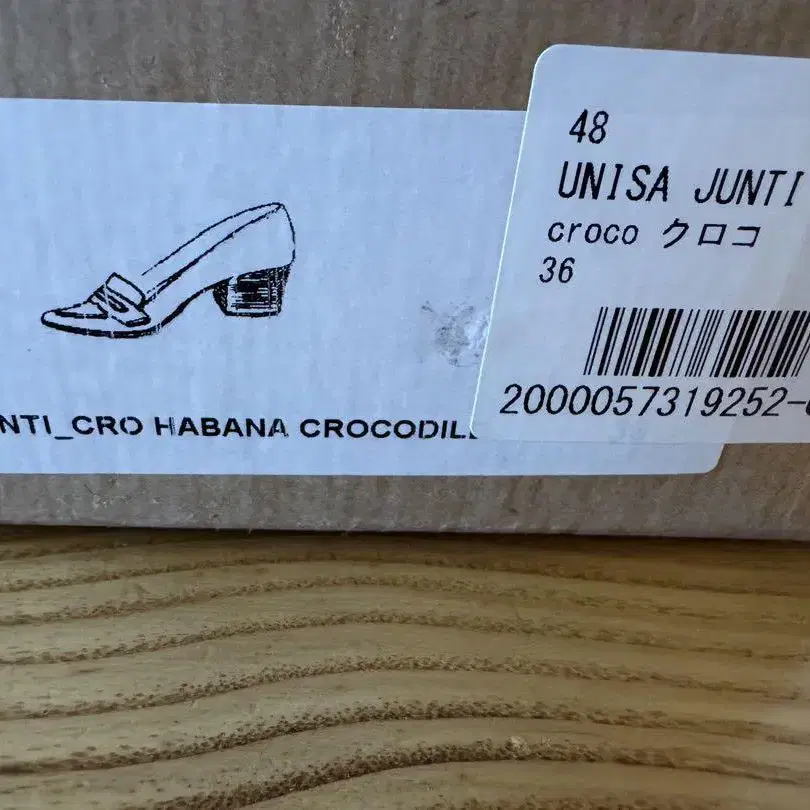 48
UNISA JUNTI
croco クロコ
36
2000057319252-
NTI_CRO HABANA CROCODIL